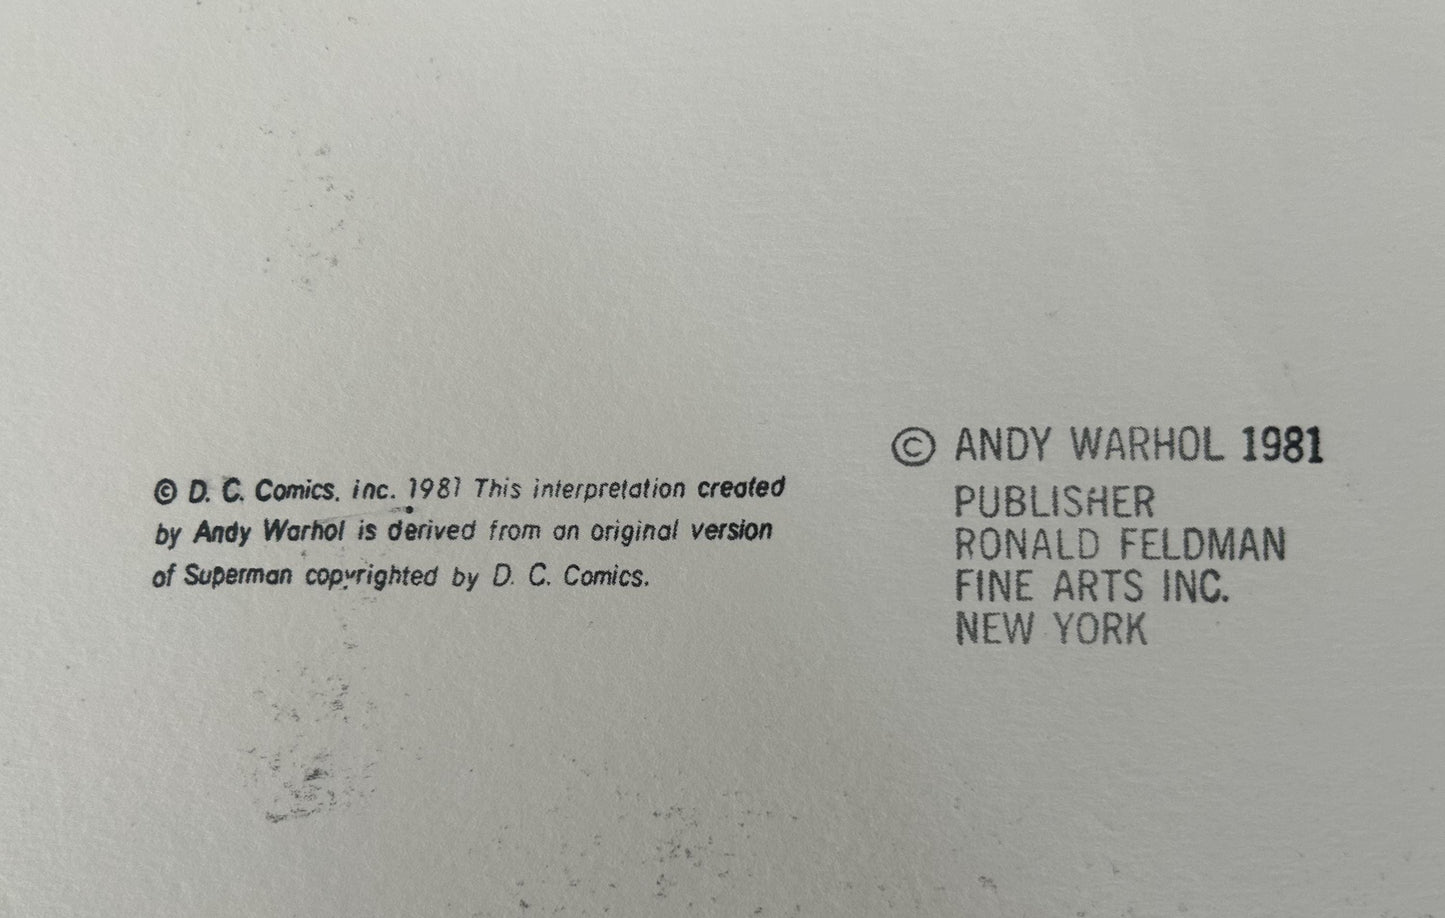 © D. C. Comics, inc. 1981 This interpretation created
by Andy Warhol is derived from an original version
of Superman copyrighted by D. C. Comics.
© ANDY WARHOL 1981
PUBLISHER
RONALD FELDMAN
FINE ARTS INC.
NEW YORK